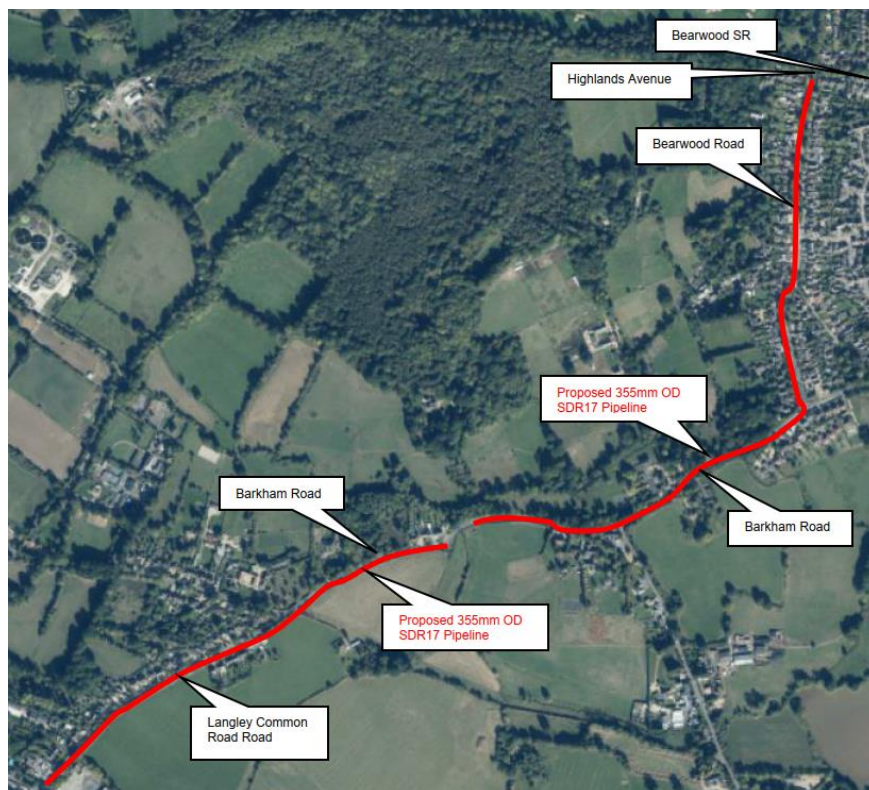 Bearwood SR
Highlands Avenue
Bearwood Road
Proposed 355mm OD
SDR17 Pipeline
Barkham Road
Barkham Road
Proposed 355mm OD
SDR17 Pipeline
Langley Common
Road Road